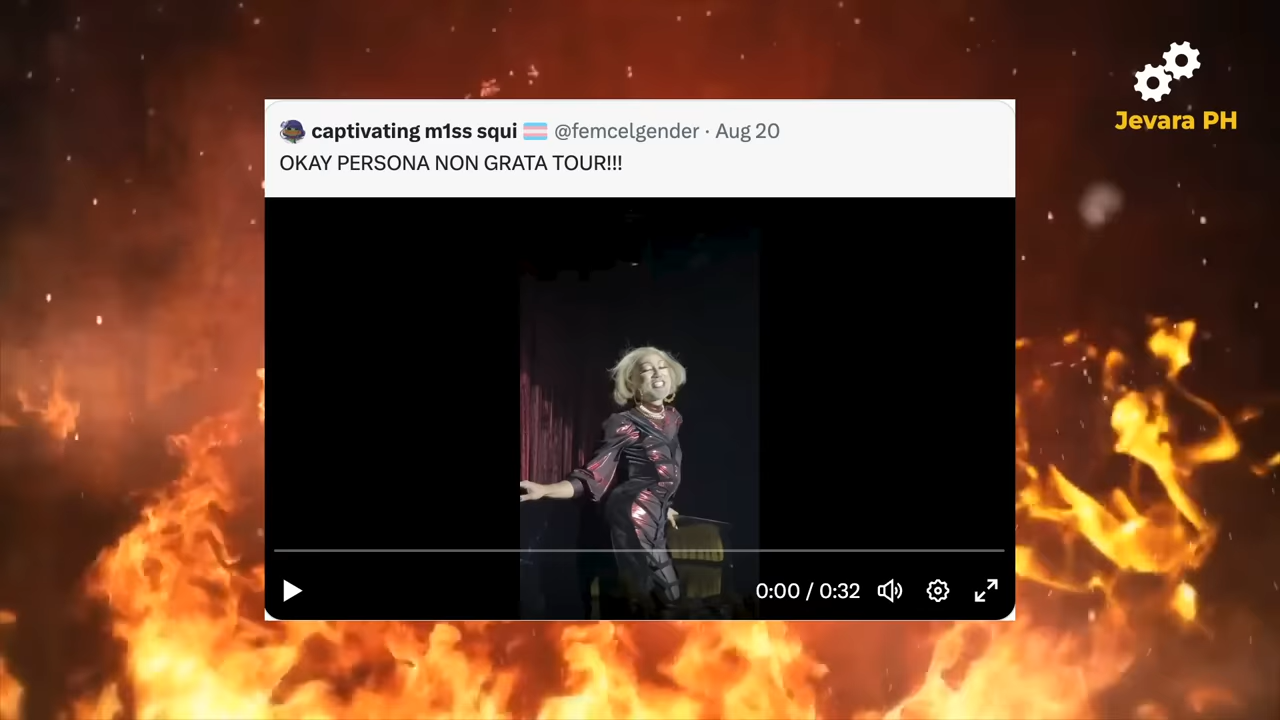 captivating m1ss squi @femcelgender · Aug 20
OKAY PERSONA NON GRATA TOUR!!!
0:00 / 0:32
Jevara PH